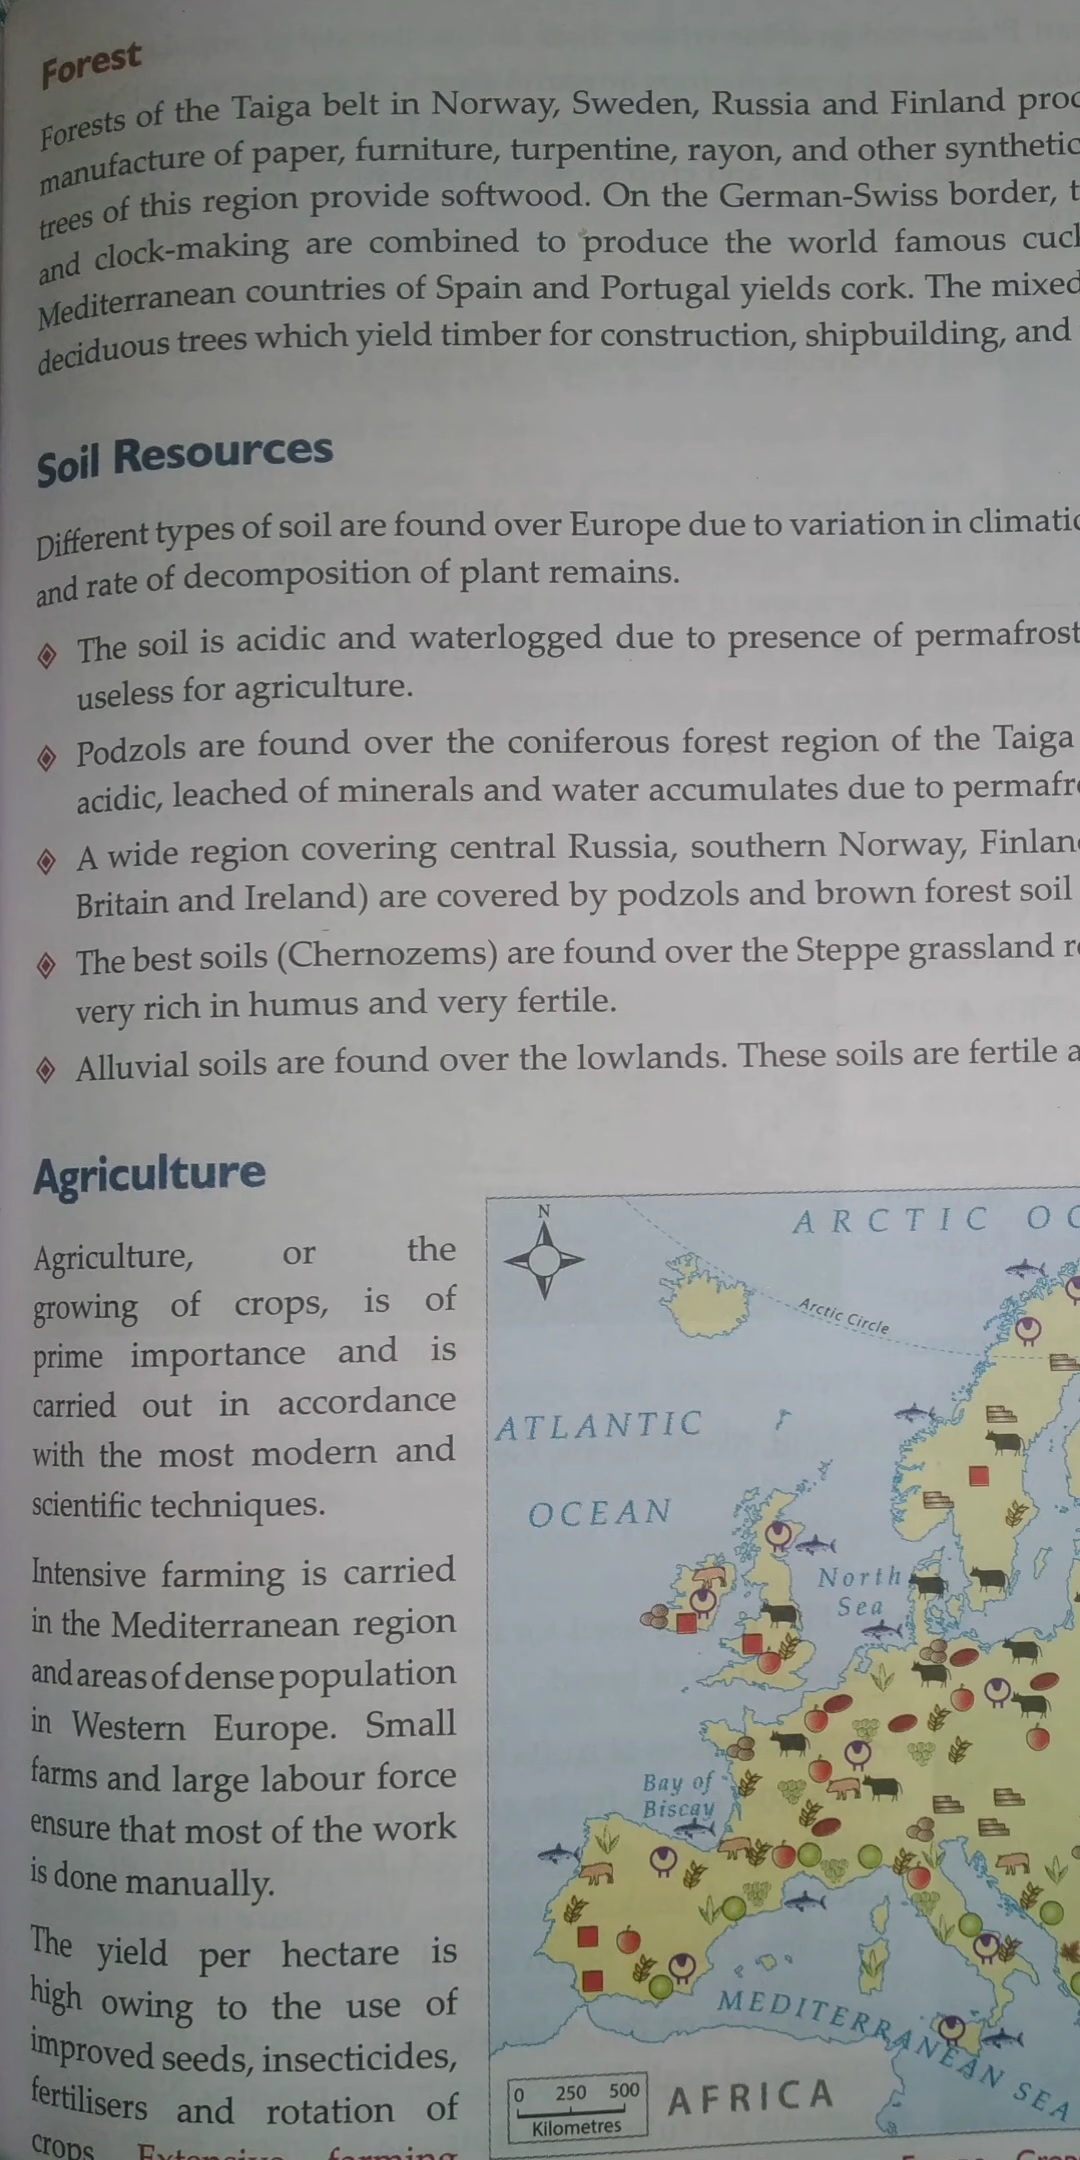 Forest
Forests of the Taiga belt in Norway, Sweden, Russia and Finland
manufacture of paper, furniture, turpentine, rayon, and other synthetic
trees of this region provide softwood. On the German-Swiss border,
and clock-making are combined to produce the world famous
Mediterranean countries of Spain and Portugal yields cork. The mixed
deciduous trees which yield timber for construction, shipbuilding, and
Soil Resources
Different types of soil are found over Europe due to variation in
and rate of decomposition of plant remains.
The soil is acidic and waterlogged due to presence of permafrost
useless for agriculture.
Podzols are found over the coniferous forest region of the Taiga
acidic, leached of minerals and water accumulates due to
A wide region covering central Russia, southern Norway,
Britain and Ireland) are covered by podzols and brown forest soil
The best soils (Chernozems) are found over the Steppe grassland
very rich in humus and very fertile.
Alluvial soils are found over the lowlands. These soils are fertile
Agriculture
Agriculture, or the
growing of crops, is of
prime importance and is
carried out in accordance
with the most modern and
scientific techniques.
Intensive farming is carried
in the Mediterranean region
and areas of dense population
in Western Europe. Small
farms and large labour force
ensure that most of the work
is done manually.
The yield per hectare is
high owing to the use of
improved seeds, insecticides,
fertilisers and rotation of
crops. Extensive farming
N
ARCTIC
Arctic Circle
ATLANTIC
OCEAN
North
Sea
Bay of
Biscay
MEDITERRANEAN SEA
AFRICA
0 250 500
Kilometres